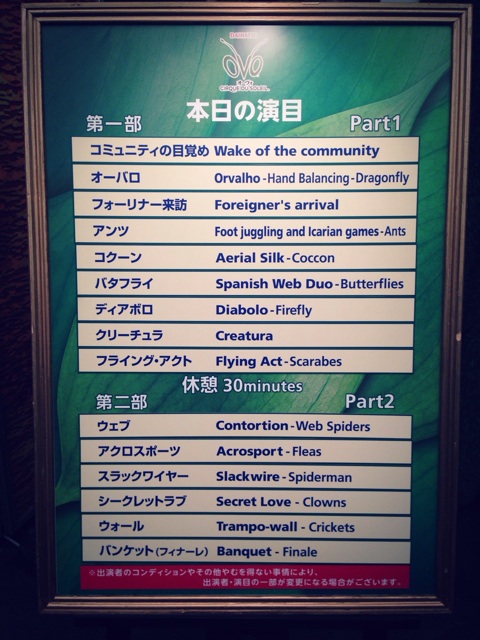 OVO
CIRQUE DU SOLEIL
本日の演目
第一部 Part1
コミュニティの目覚め Wake of the community
オーバロ Orvalho-Hand Balancing-Dragonfly
フォーリナー来訪 Foreigner's arrival
アンツ Foot juggling and Icarian games-Ants
コクーン Aerial Silk-Coccon
バタフライ Spanish Web Duo-Butterflies
ディアボロ Diabolo-Firefly
クリーチュラ Creatura
フライング・アクト Flying Act-Scarabes
休憩 30minutes
第二部 Part2
ウェブ Contortion-Web Spiders
アクロスポーツ Acrosport-Fleas
スラックワイヤー Slackwire-Spiderman
シークレットラブ Secret Love - Clowns
ウォール Trampo-wall - Crickets
バンケット(フィナーレ) Banquet - Finale
※出演者のコンディションやその他やむを得ない事情により、
出演者・演目の一部が変更になる場合がございます。